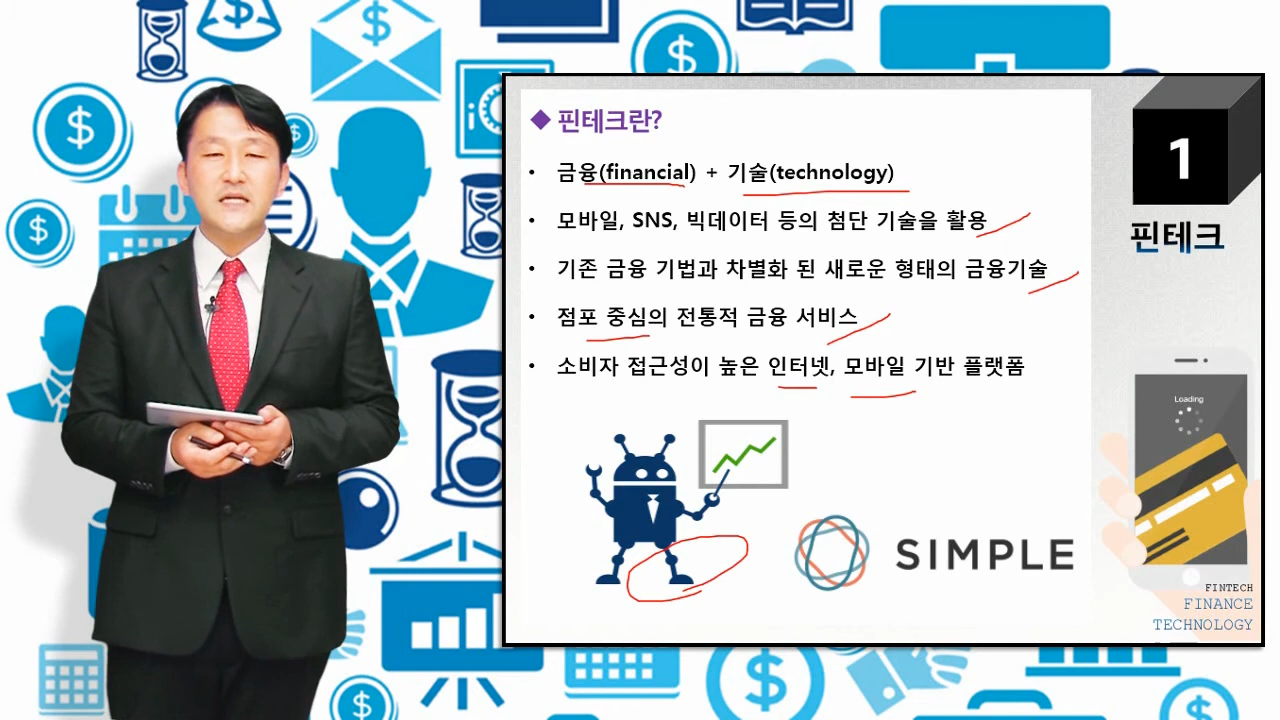 ◆ 핀테크란?
• 금융(financial) + 기술(technology)
• 모바일, SNS, 빅데이터 등의 첨단 기술을 활용
• 기존 금융 기법과 차별화 된 새로운 형태의 금융기술
• 점포 중심의 전통적 금융 서비스
• 소비자 접근성이 높은 인터넷, 모바일 기반 플랫폼
SIMPLE
1
핀테크
Loading
FINTECH
FINANCE
TECHNOLOGY